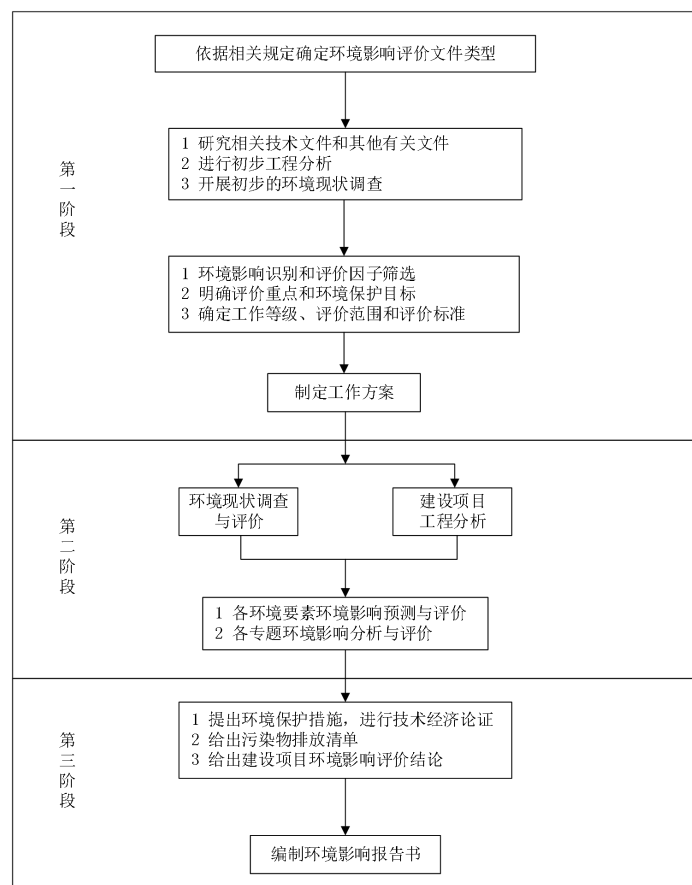 依据相关规定确定环境影响评价文件类型
第一阶段
1 研究相关技术文件和其他有关文件
2 进行初步工程分析
3 开展初步的环境现状调查
1 环境影响识别和评价因子筛选
2 明确评价重点和环境保护目标
3 确定工作等级、评价范围和评价标准
制定工作方案
第二阶段
环境现状调查
与评价
建设项目
工程分析
1 各环境要素环境影响预测与评价
2 各专题环境影响分析与评价
第三阶段
1 提出环境保护措施，进行技术经济论证
2 给出污染物排放清单
3 给出建设项目环境影响评价结论
编制环境影响报告书